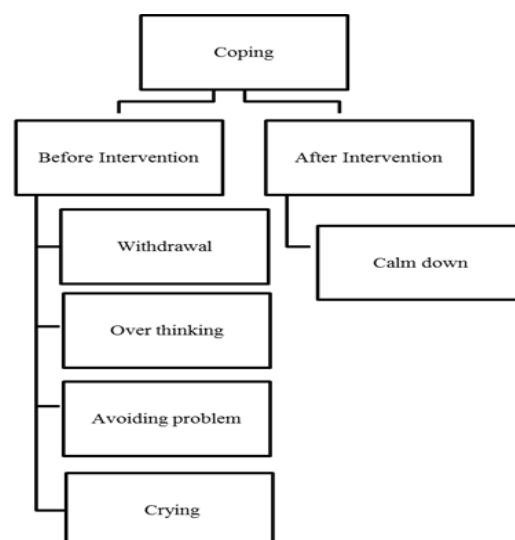 Coping
Before Intervention
After Intervention
Withdrawal
Calm down
Over thinking
Avoiding problem
Crying